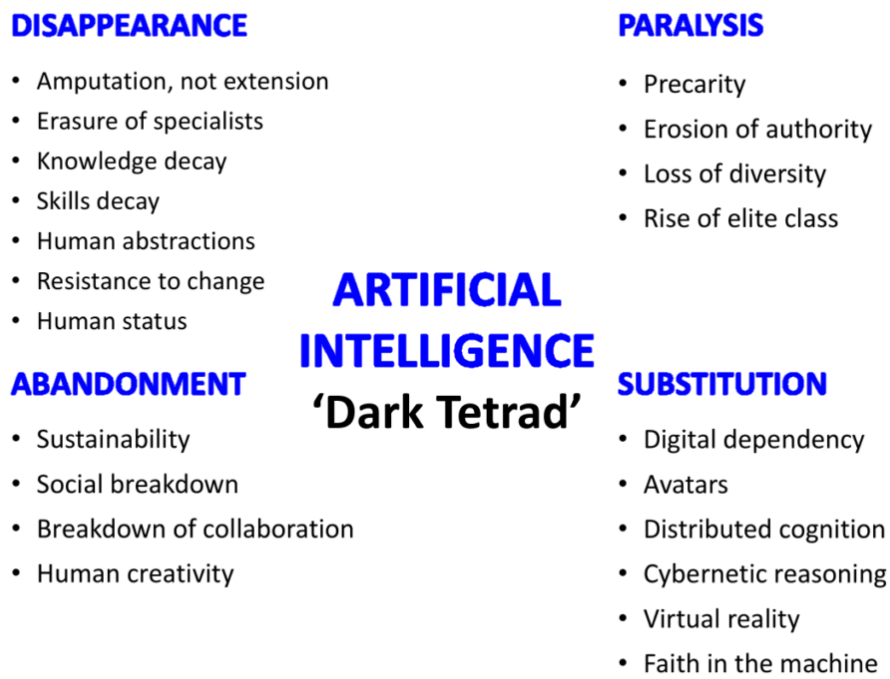 DISAPPEARANCE
• Amputation, not extension
• Erasure of specialists
• Knowledge decay
• Skills decay
• Human abstractions
• Resistance to change
• Human status
PARALYSIS
• Precarity
• Erosion of authority
• Loss of diversity
• Rise of elite class
ARTIFICIAL
INTELLIGENCE
‘Dark Tetrad’
ABANDONMENT
• Sustainability
• Social breakdown
• Breakdown of collaboration
• Human creativity
SUBSTITUTION
• Digital dependency
• Avatars
• Distributed cognition
• Cybernetic reasoning
• Virtual reality
• Faith in the machine